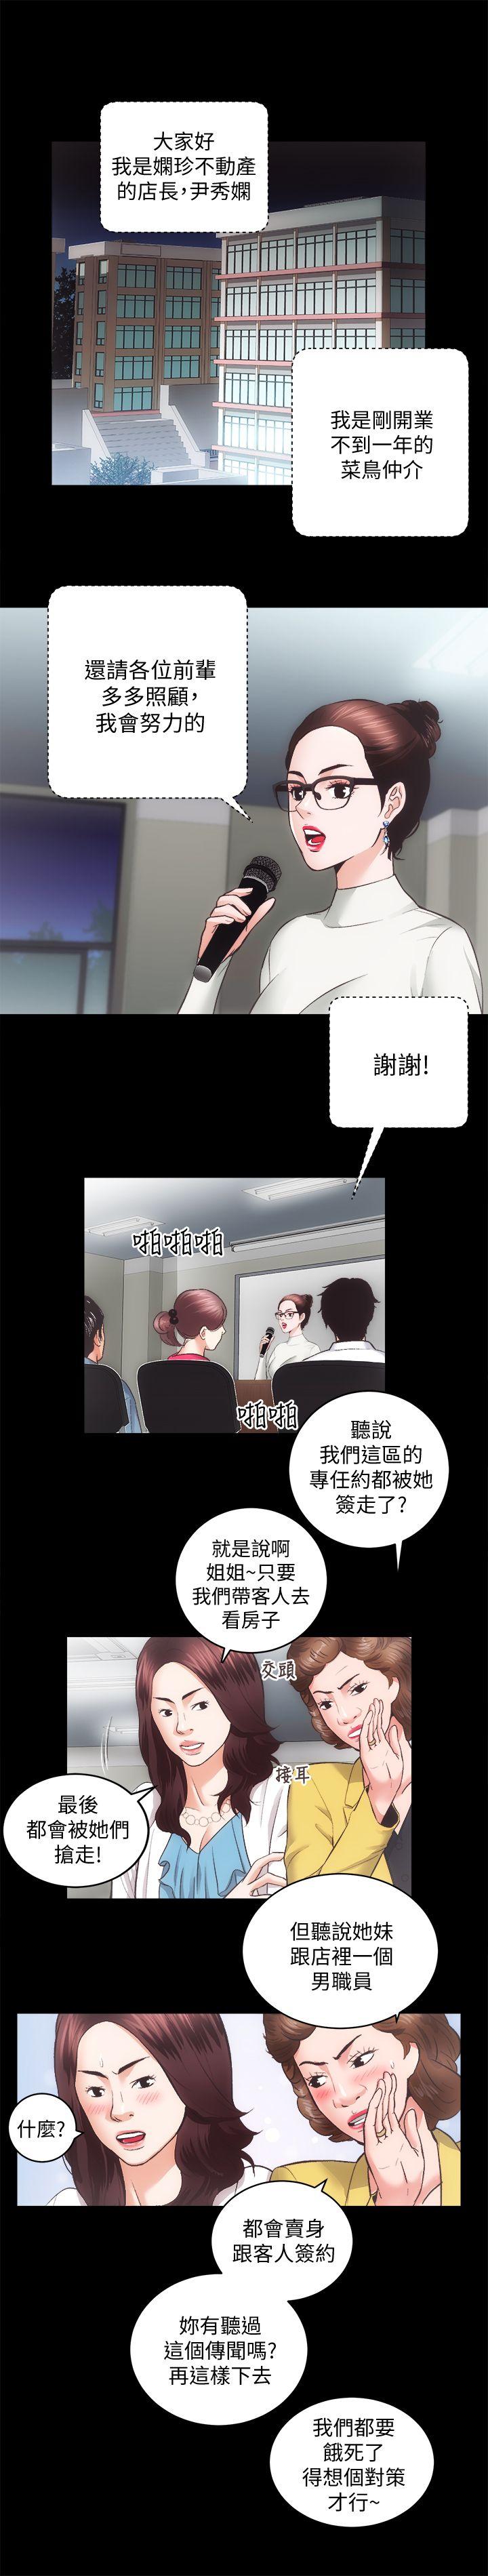 大家好
我是嫻珍不動產
的店長，尹秀嫻
我是剛開業
不到一年的
菜鳥仲介
還請各位前輩
多多照顧，
我會努力的
謝謝！
啪啪啪
啪啪
聽說
我們這區的
專任約都被她
簽走了？
就是說啊
姐姐~只要
我們帶客人去
看房子
交頭
接耳
最後
都會被她們
搶走！
但聽說她妹
跟店裡一個
男職員
什麼？
都會賣身
跟客人簽約
妳有聽過
這個傳聞嗎？
再這樣下去
我們都要
餓死了
得想個對策
才行~